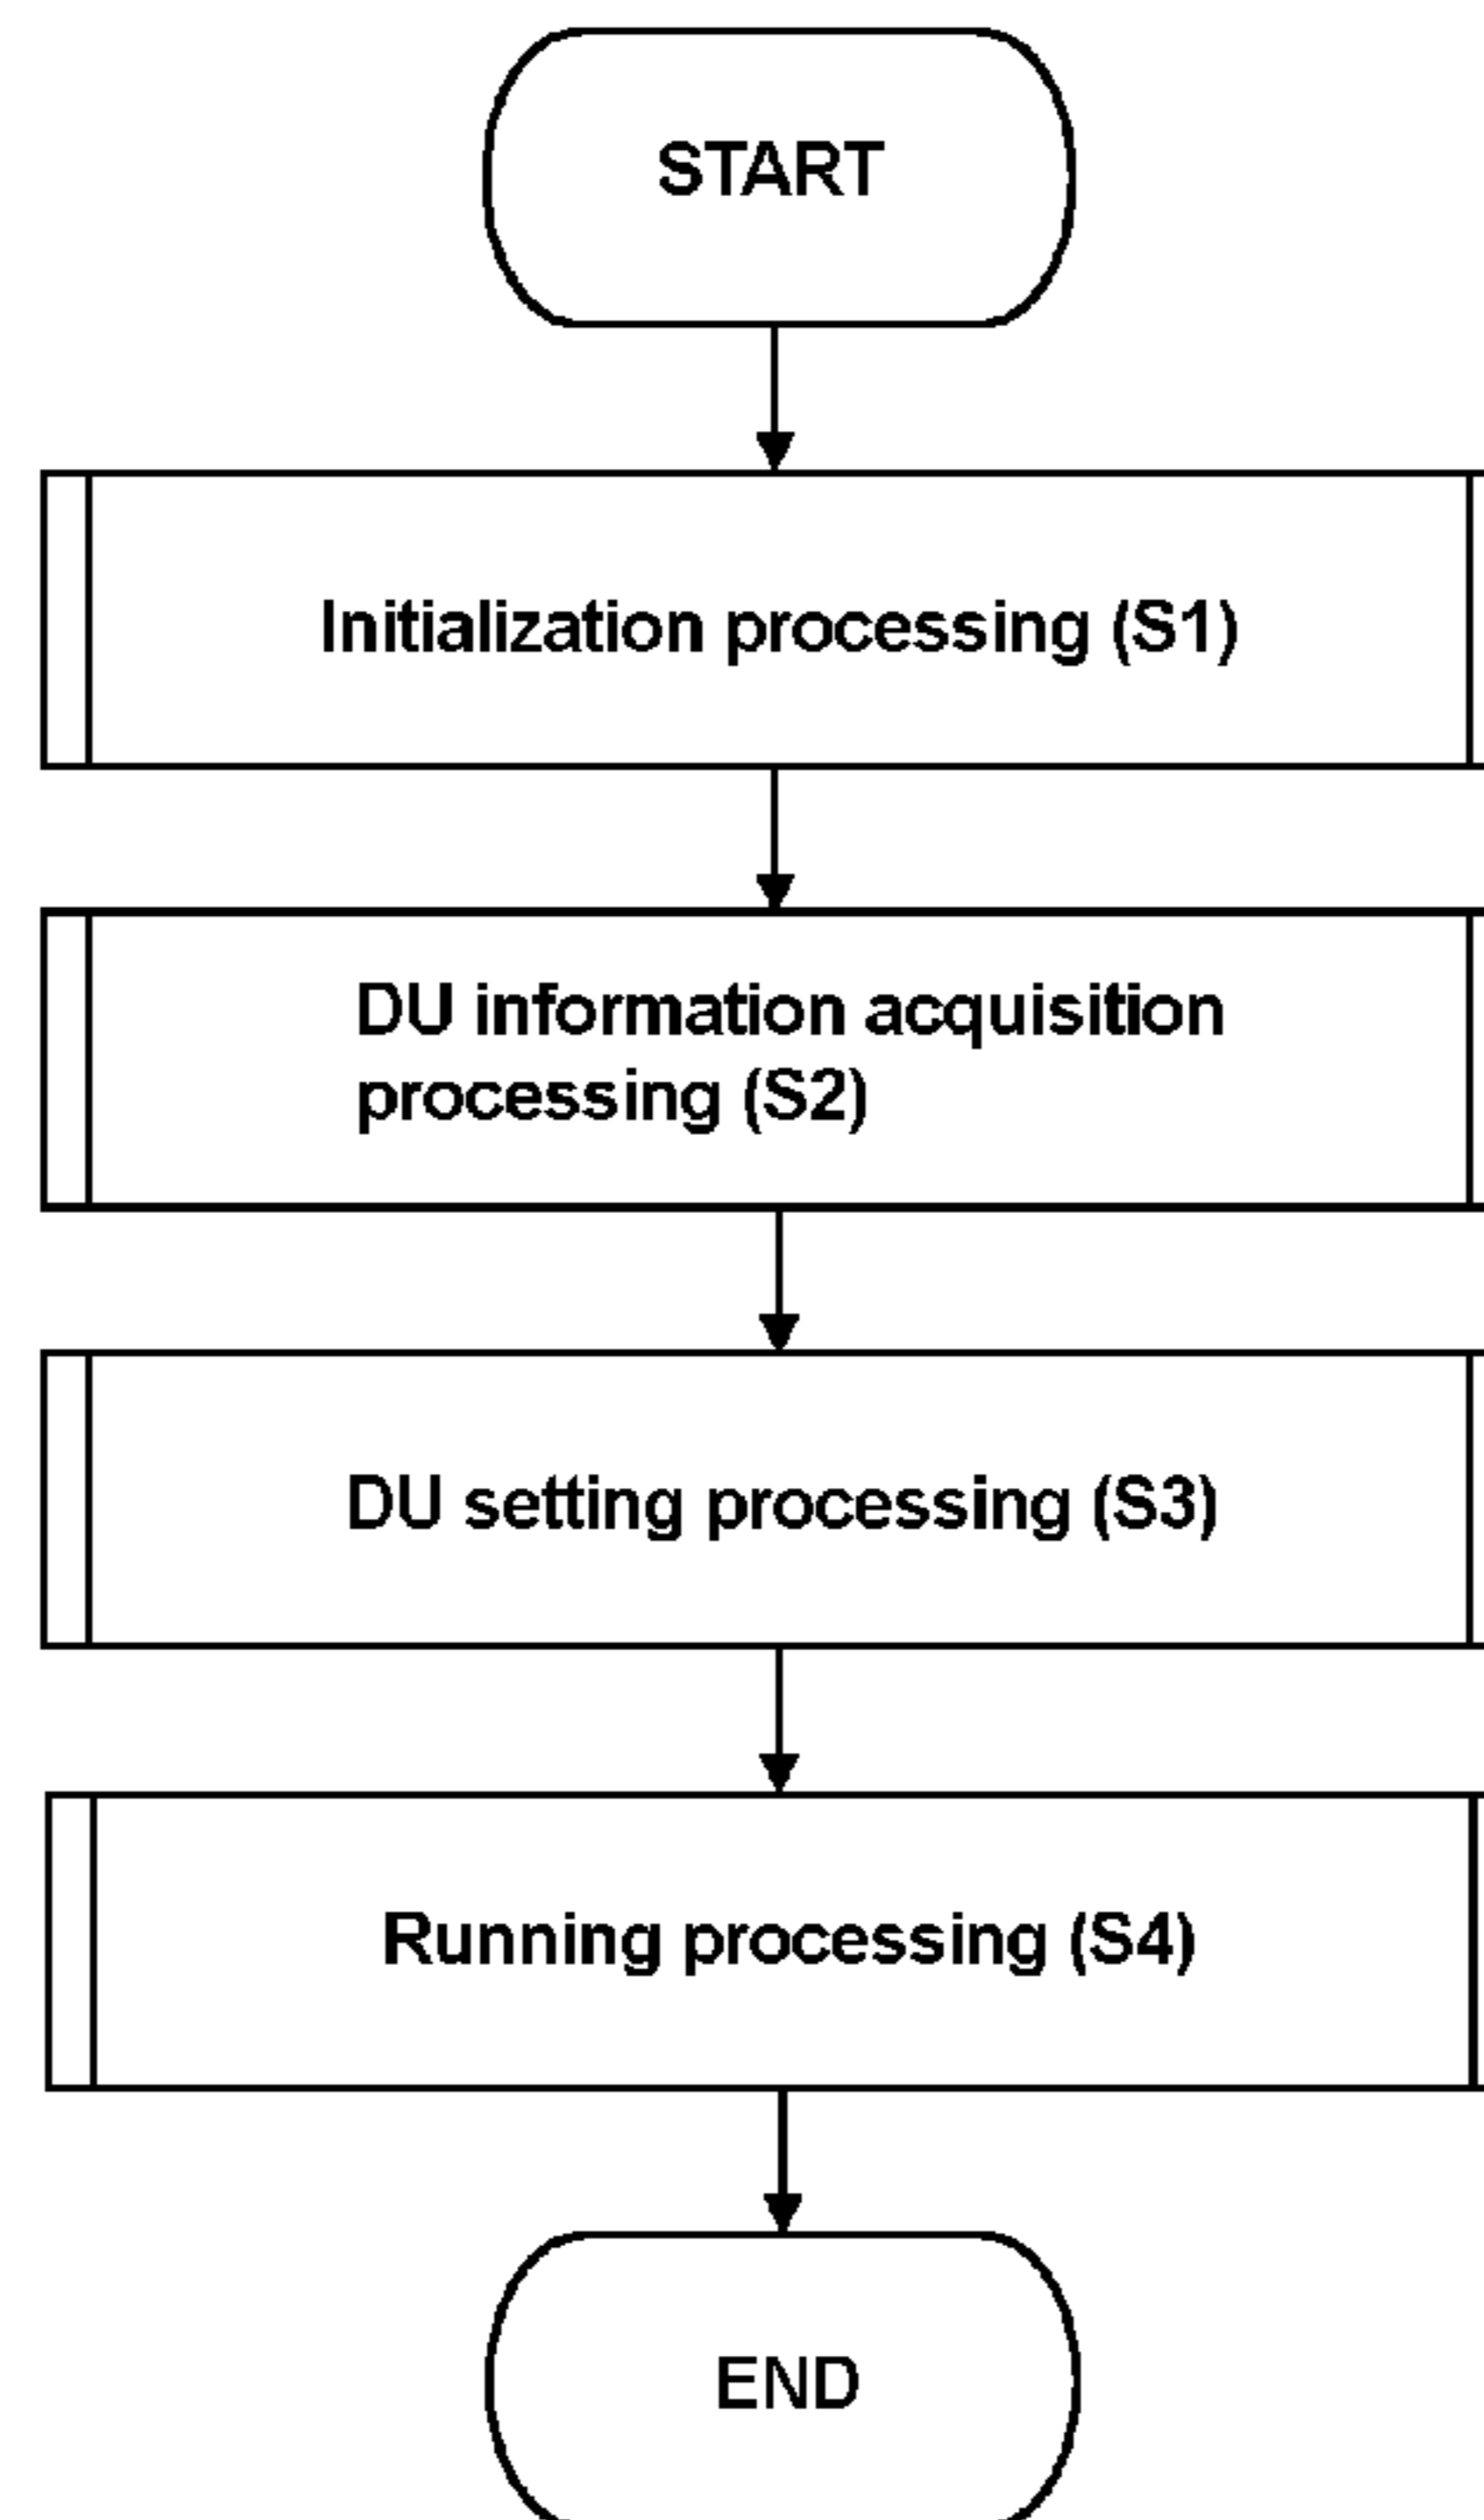 START
Initialization processing (S1)
DU information acquisition
processing (S2)
DU setting processing (S3)
Running processing (S4)
END